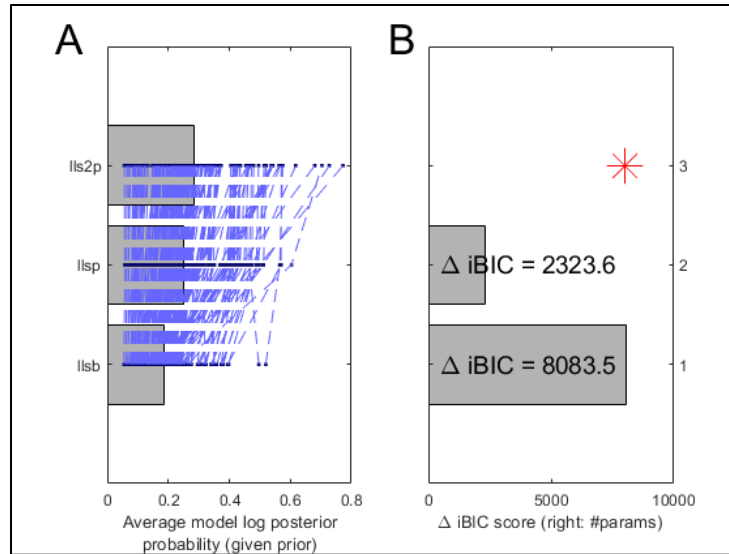 A
B
lls2p
llsp
llsb
3
2
1
Δ iBIC = 2323.6
Δ iBIC = 8083.5
0 0.2 0.4 0.6 0.8
0 5000 10000
Average model log posterior
probability (given prior)
Δ iBIC score (right: #params)